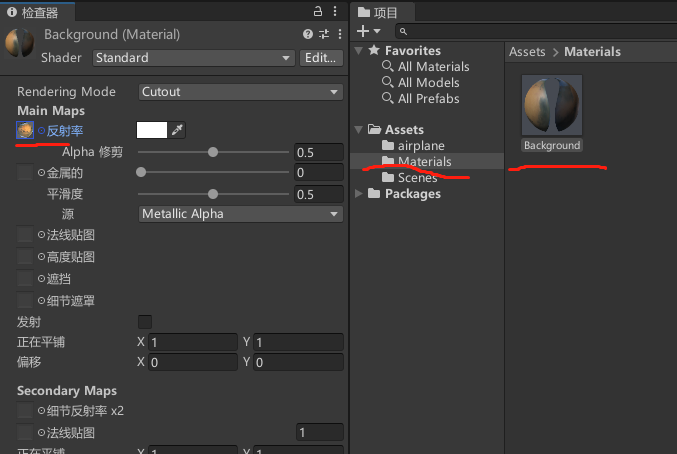 检查器
Background (Material)
Shader Standard Edit...
Rendering Mode Cutout
Main Maps
反射率
Alpha 修剪 0.5
金属的 0
平滑度 0.5
源 Metallic Alpha
法线贴图
高度贴图
遮挡
细节遮罩
发射
正在平铺 X 1 Y 1
偏移 X 0 Y 0
Secondary Maps
细节反射率 x2
法线贴图 1
正在平铺 X 1 Y 1
项目
Favorites
All Materials
All Models
All Prefabs
Assets
airplane
Materials
Scenes
Packages
Assets > Materials
Background